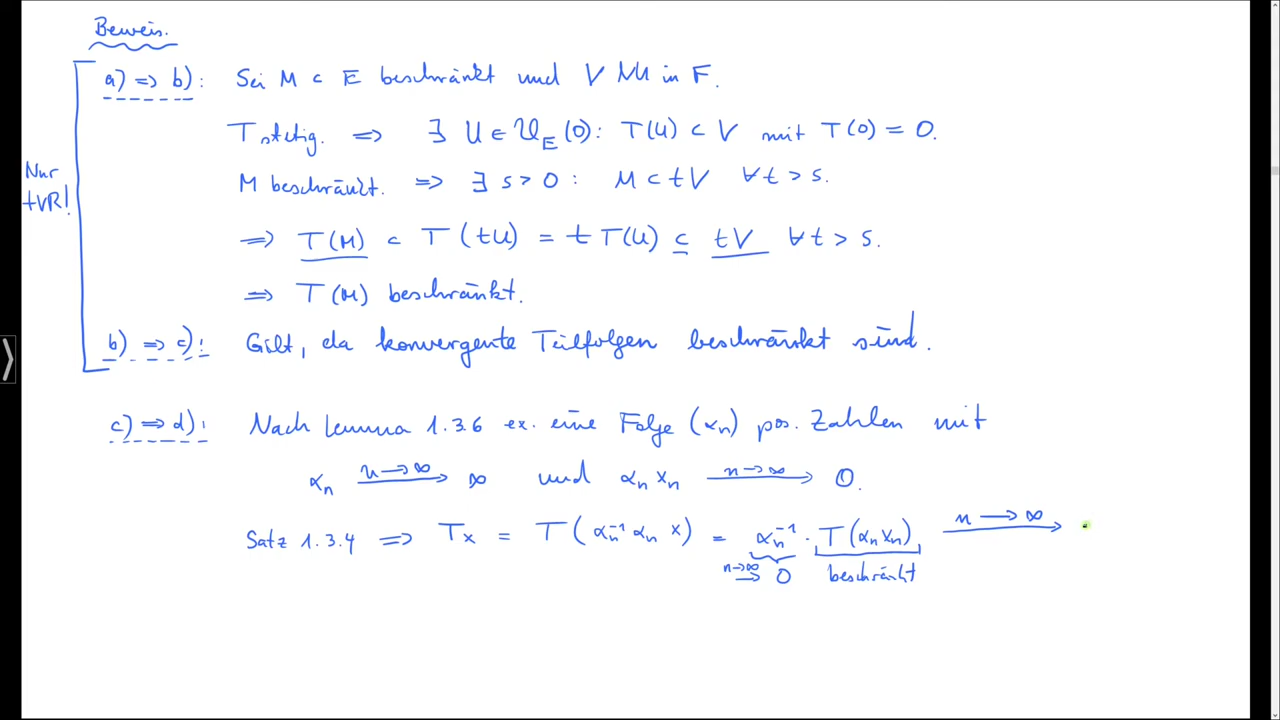 Beweis.
a) => b): Sei M ⊂ E beschränkt und V NU in F.
T stetig. => ∃ U ∈ 𝒰_E(0): T(U) ⊂ V mit T(0) = 0.
Nur tVR!
M beschränkt. => ∃ s > 0 : M ⊂ tV ∀t > s.
=> T(M) ⊂ T(tU) = t T(U) ⊆ tV ∀t > s.
=> T(M) beschränkt.
b) => c): Gilt, da konvergente Teilfolgen beschränkt sind.
c) => d): Nach Lemma 1.3.6 ex. eine Folge (αₙ) pos. Zahlen mit
αₙ n→∞ ∞ und αₙ xₙ n→∞ 0.
Satz 1.3.4 => Tx = T(αₙ⁻¹ αₙ x) = αₙ⁻¹ · T(αₙ xₙ) n→∞
n→∞ → 0 beschränkt